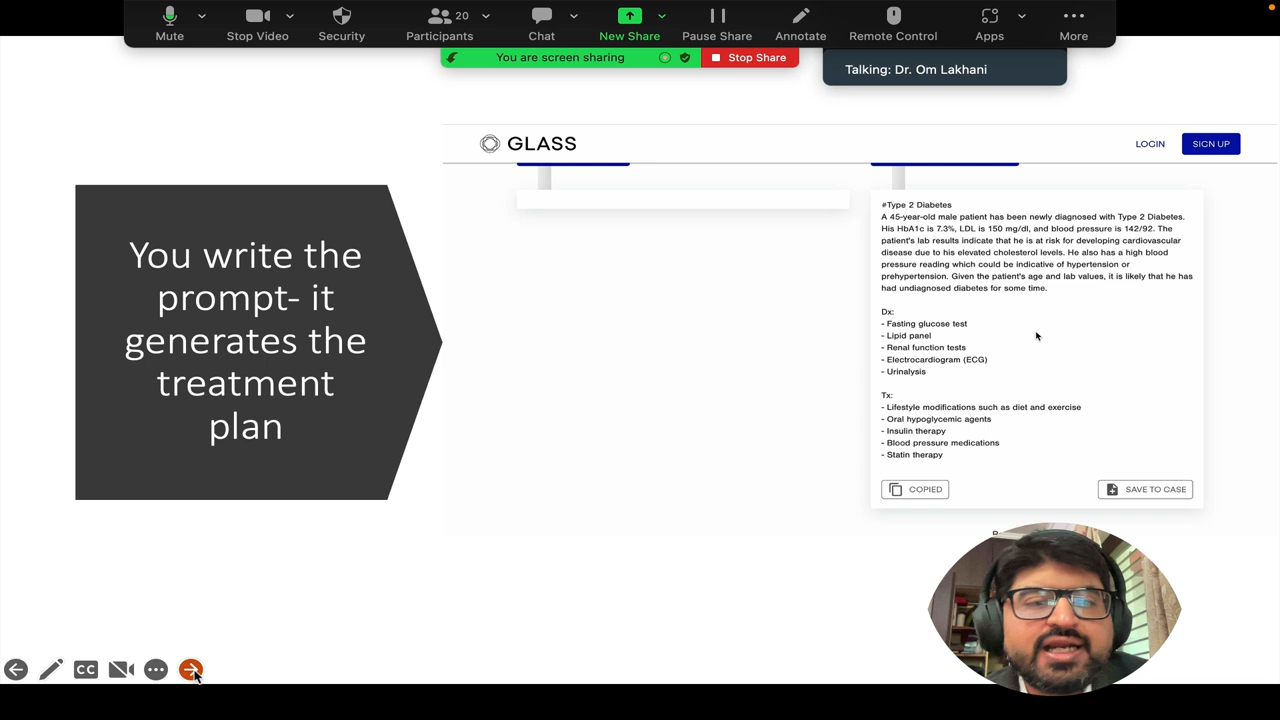 20
Mute
Stop Video
Security
Participants
Chat
New Share
Pause Share
Annotate
Remote Control
Apps
More
You are screen sharing
Stop Share
Talking: Dr. Om Lakhani
GLASS
LOGIN
SIGN UP
You write the
prompt- it
generates the
treatment
plan
#Type 2 Diabetes
A 45-year-old male patient has been newly diagnosed with Type 2 Diabetes.
His HbA1c is 7.3%, LDL is 150 mg/dl, and blood pressure is 142/92. The
patient's lab results indicate that he is at risk for developing cardiovascular
disease due to his elevated cholesterol levels. He also has a high blood
pressure reading which could be indicative of hypertension or
prehypertension. Given the patient's age and lab values, it is likely that he has
had undiagnosed diabetes for some time.
Dx:
- Fasting glucose test
- Lipid panel
- Renal function tests
- Electrocardiogram (ECG)
- Urinalysis
Tx:
- Lifestyle modifications such as diet and exercise
- Oral hypoglycemic agents
- Insulin therapy
- Blood pressure medications
- Statin therapy
COPIED
SAVE TO CASE
CC